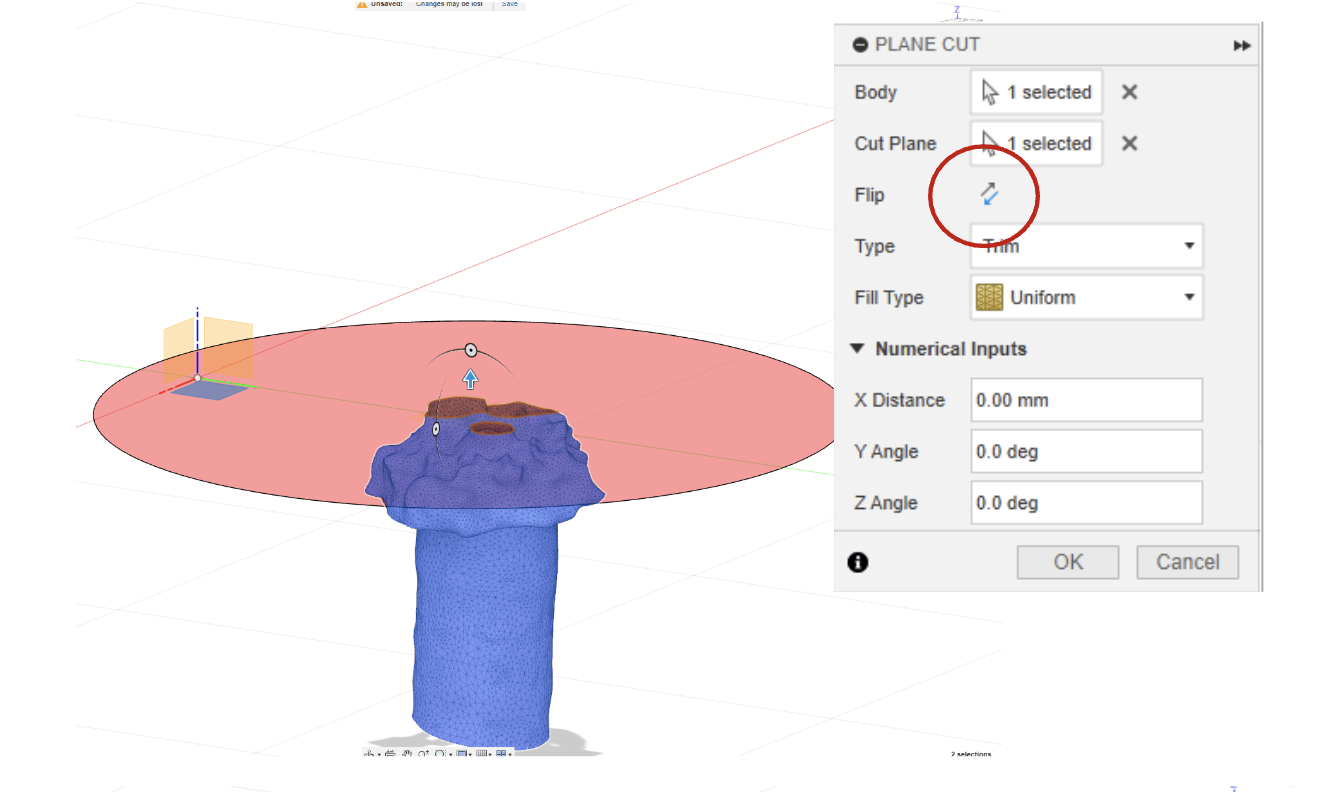 Unsaved: Changes may be lost Save
Z
PLANE CUT
Body 1 selected
Cut Plane 1 selected
Flip
Type Trim
Fill Type Uniform
Numerical Inputs
X Distance 0.00 mm
Y Angle 0.0 deg
Z Angle 0.0 deg
OK Cancel
2 selections
Z